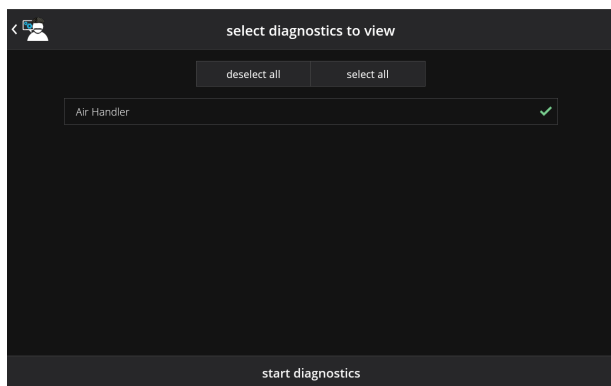 select diagnostics to view
deselect all select all
Air Handler
start diagnostics